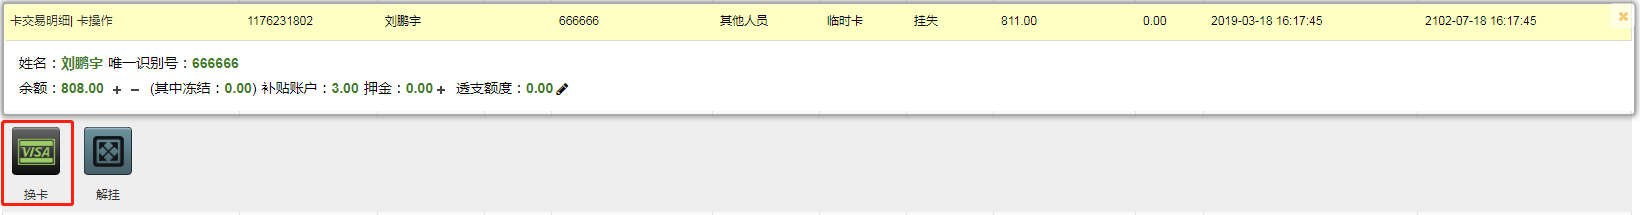 卡交易明细| 卡操作 1176231802 刘鹏宇 666666 其他人员 临时卡 挂失 811.00 0.00 2019-03-18 16:17:45 2102-07-18 16:17:45
姓名：刘鹏宇 唯一识别号：666666
余额：808.00 + − (其中冻结：0.00) 补贴账户：3.00 押金：0.00 + 透支额度：0.00
VISA
换卡 解挂